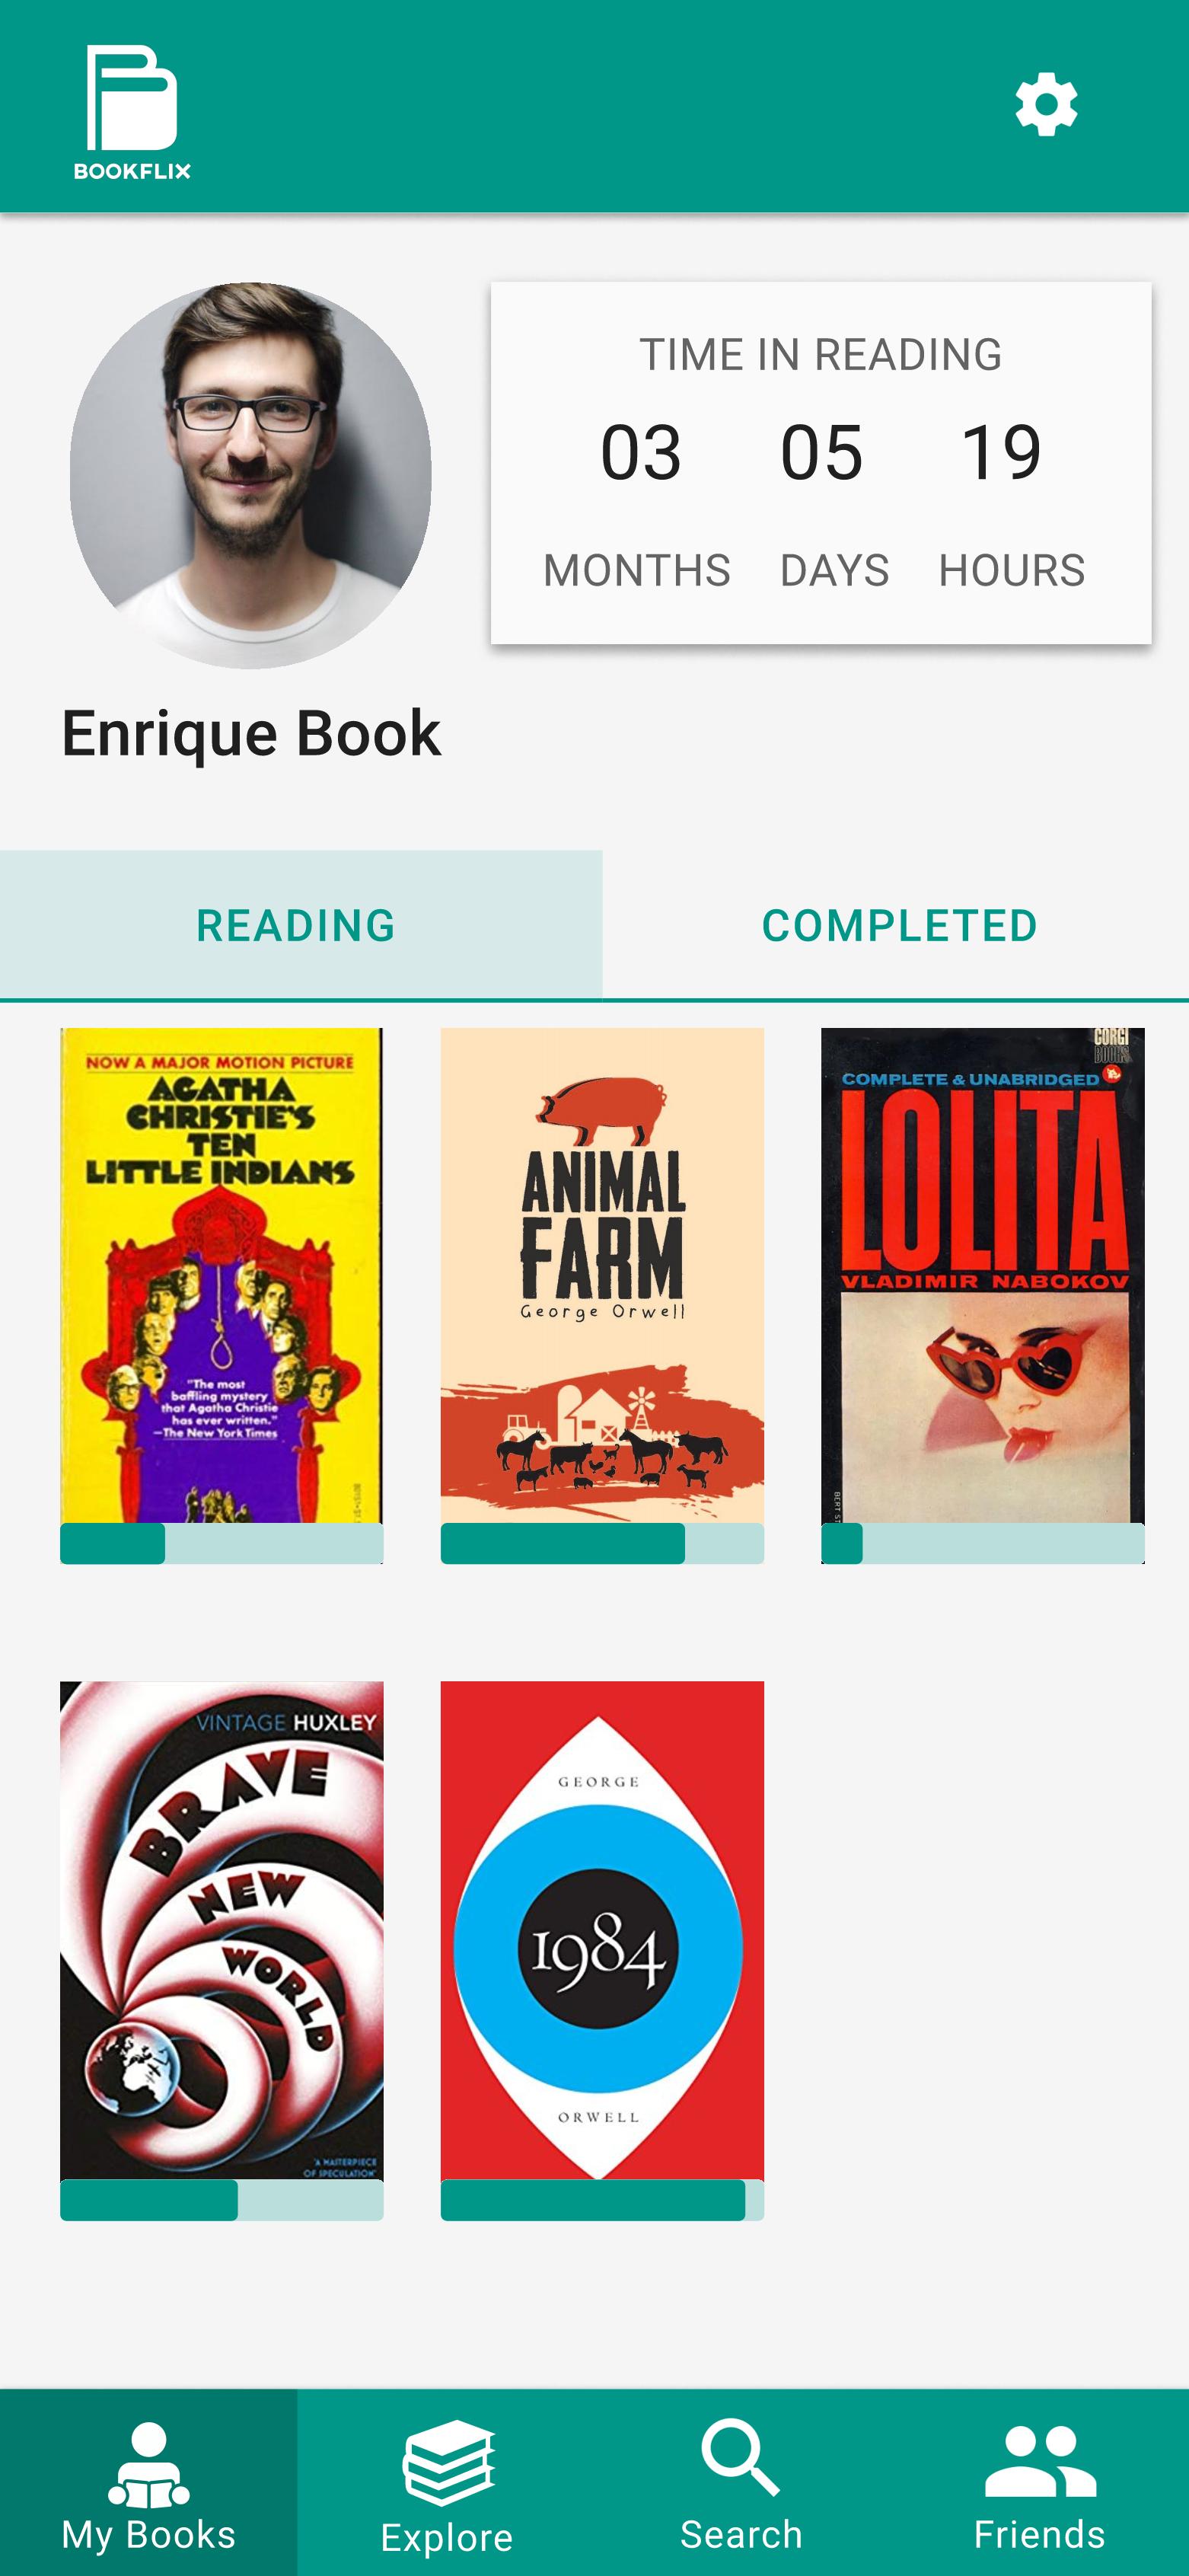 BOOKFLIX
TIME IN READING
03 05 19
MONTHS DAYS HOURS
Enrique Book
READING COMPLETED
NOW A MAJOR MOTION PICTURE
AGATHA
CHRISTIE'S
TEN
LITTLE INDIANS
"The most
baffling mystery
that Agatha Christie
has ever written."
—The New York Times
ANIMAL
FARM
George Orwell
CORGI
BOOKS
COMPLETE & UNABRIDGED
LOLITA
VLADIMIR NABOKOV
BERT ST
VINTAGE HUXLEY
BRAVE
NEW
WORLD
'A MASTERPIECE
OF SPECULATION'
GEORGE
1984
ORWELL
My Books Explore Search Friends